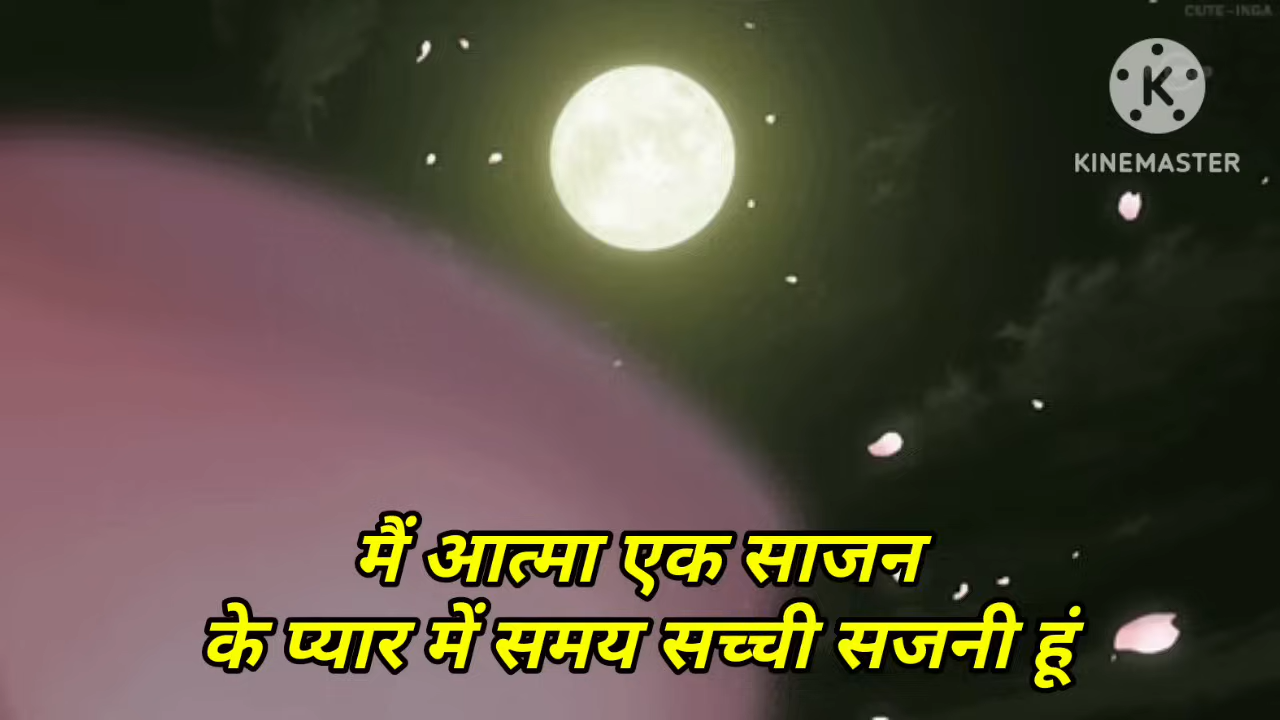 CUTE-INGA
K
KINEMASTER
मैं आत्मा एक साजन
के प्यार में समय सच्ची सजनी हूं